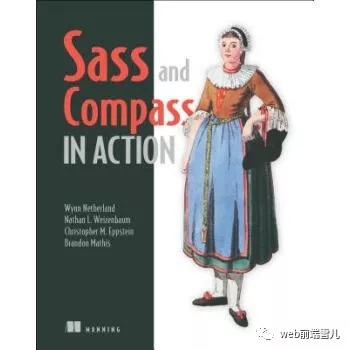 Sass and
Compass
IN ACTION
Wynn Netherland
Nathan L. Weizenbaum
Christopher M. Eppstein
Brandon Mathis
MANNING
web前端雪儿